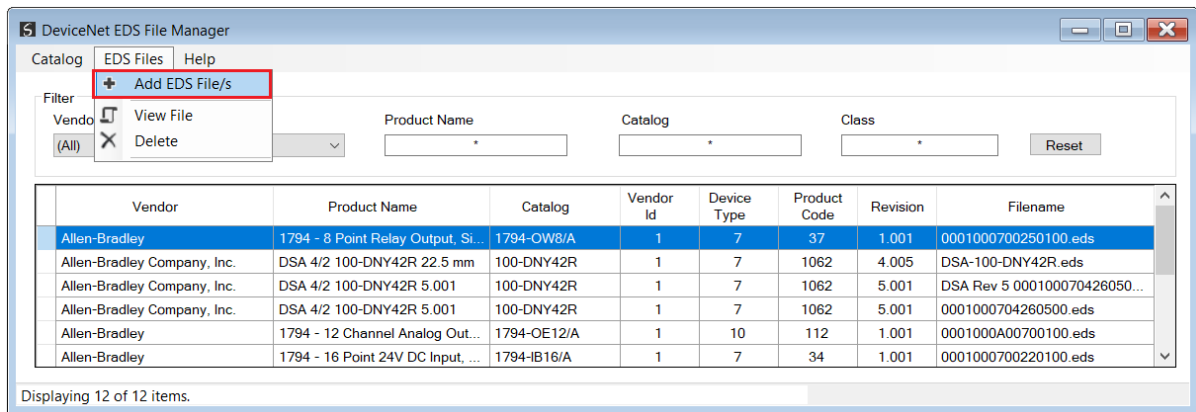 DeviceNet EDS File Manager
Catalog EDS Files Help
Add EDS File/s
View File
Delete
Filter
Vendo Product Name Catalog Class
(All) * * * Reset
Vendor Product Name Catalog Vendor Id Device Type Product Code Revision Filename
Allen-Bradley 1794 - 8 Point Relay Output, Si... 1794-OW8/A 1 7 37 1.001 0001000700250100.eds
Allen-Bradley Company, Inc. DSA 4/2 100-DNY42R 22.5 mm 100-DNY42R 1 7 1062 4.005 DSA-100-DNY42R.eds
Allen-Bradley Company, Inc. DSA 4/2 100-DNY42R 5.001 100-DNY42R 1 7 1062 5.001 DSA Rev 5 000100070426050...
Allen-Bradley Company, Inc. DSA 4/2 100-DNY42R 5.001 100-DNY42R 1 7 1062 5.001 0001000704260500.eds
Allen-Bradley 1794 - 12 Channel Analog Out... 1794-OE12/A 1 10 112 1.001 0001000A00700100.eds
Allen-Bradley 1794 - 16 Point 24V DC Input, ... 1794-IB16/A 1 7 34 1.001 0001000700220100.eds
Displaying 12 of 12 items.